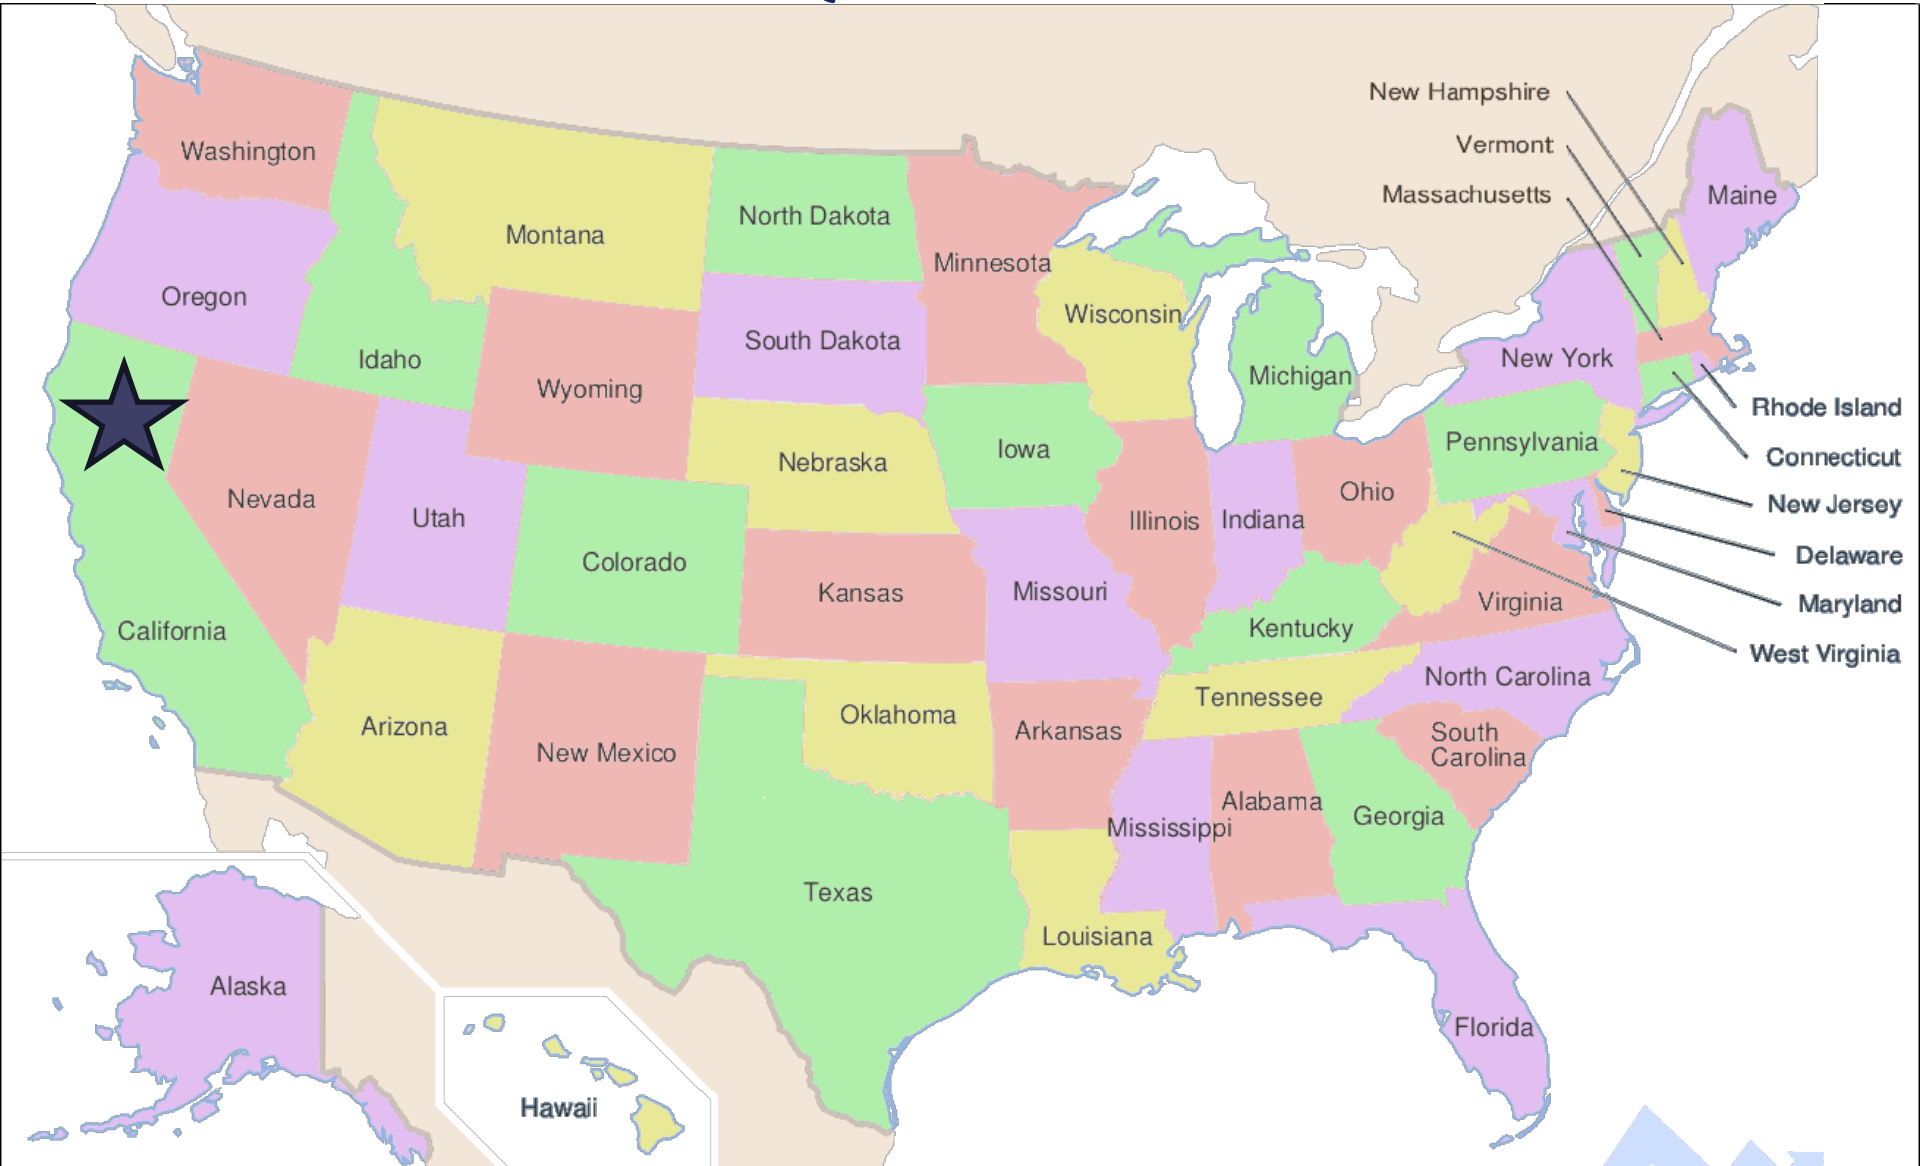 New Hampshire
Vermont
Massachusetts
Maine
Washington
Montana
North Dakota
Minnesota
Oregon
Idaho
Wyoming
South Dakota
Wisconsin
Michigan
New York
Rhode Island
Connecticut
New Jersey
Delaware
Maryland
West Virginia
Nevada
Utah
Colorado
Nebraska
Iowa
Illinois
Indiana
Ohio
Pennsylvania
California
Kansas
Missouri
Kentucky
Virginia
Arizona
New Mexico
Oklahoma
Arkansas
Tennessee
North Carolina
South
Carolina
Texas
Louisiana
Mississippi
Alabama
Georgia
Florida
Alaska
Hawaii